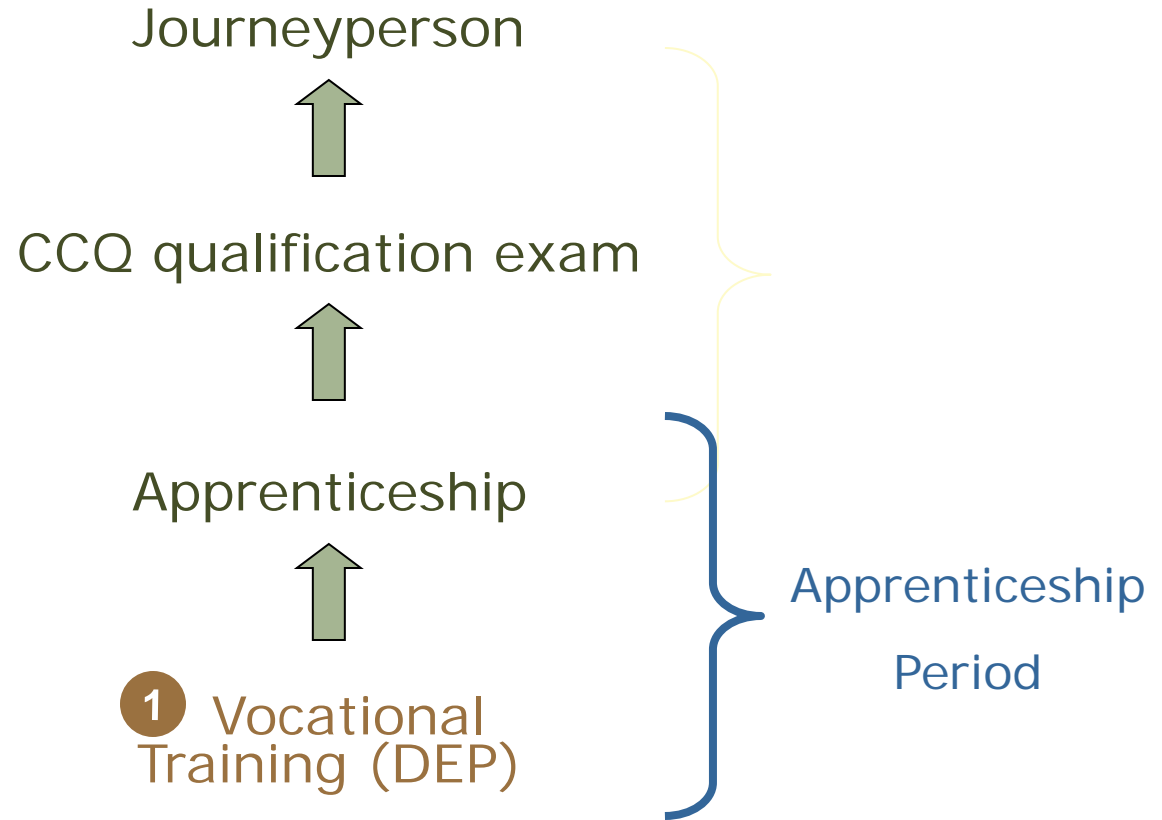 Journeyperson
CCQ qualification exam
Apprenticeship
Apprenticeship
Period
1 Vocational
Training (DEP)